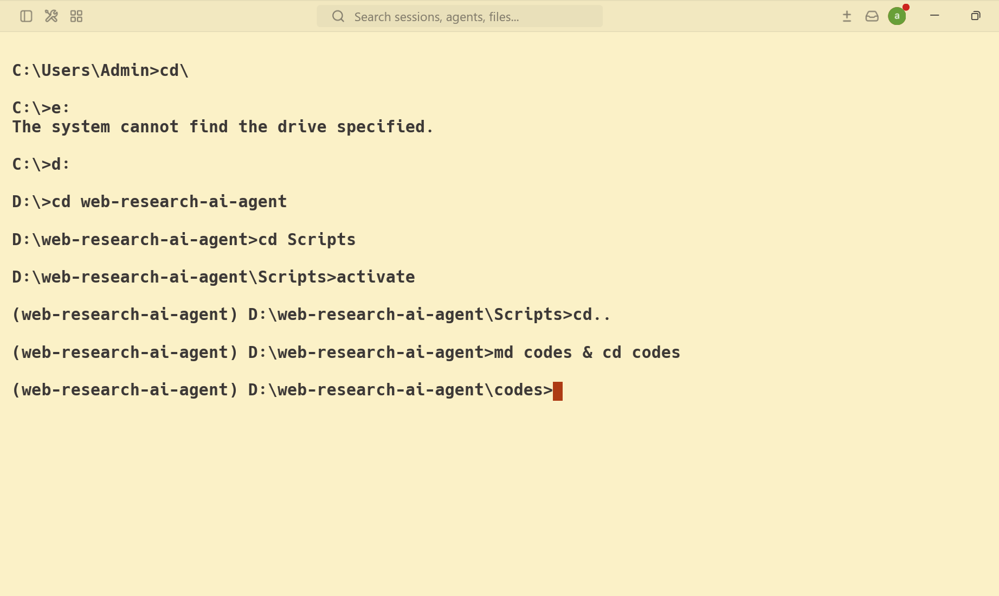 Search sessions, agents, files...
a
C:\Users\Admin>cd\
C:\>e:
The system cannot find the drive specified.
C:\>d:
D:\>cd web-research-ai-agent
D:\web-research-ai-agent>cd Scripts
D:\web-research-ai-agent\Scripts>activate
(web-research-ai-agent) D:\web-research-ai-agent\Scripts>cd..
(web-research-ai-agent) D:\web-research-ai-agent>md codes & cd codes
(web-research-ai-agent) D:\web-research-ai-agent\codes>